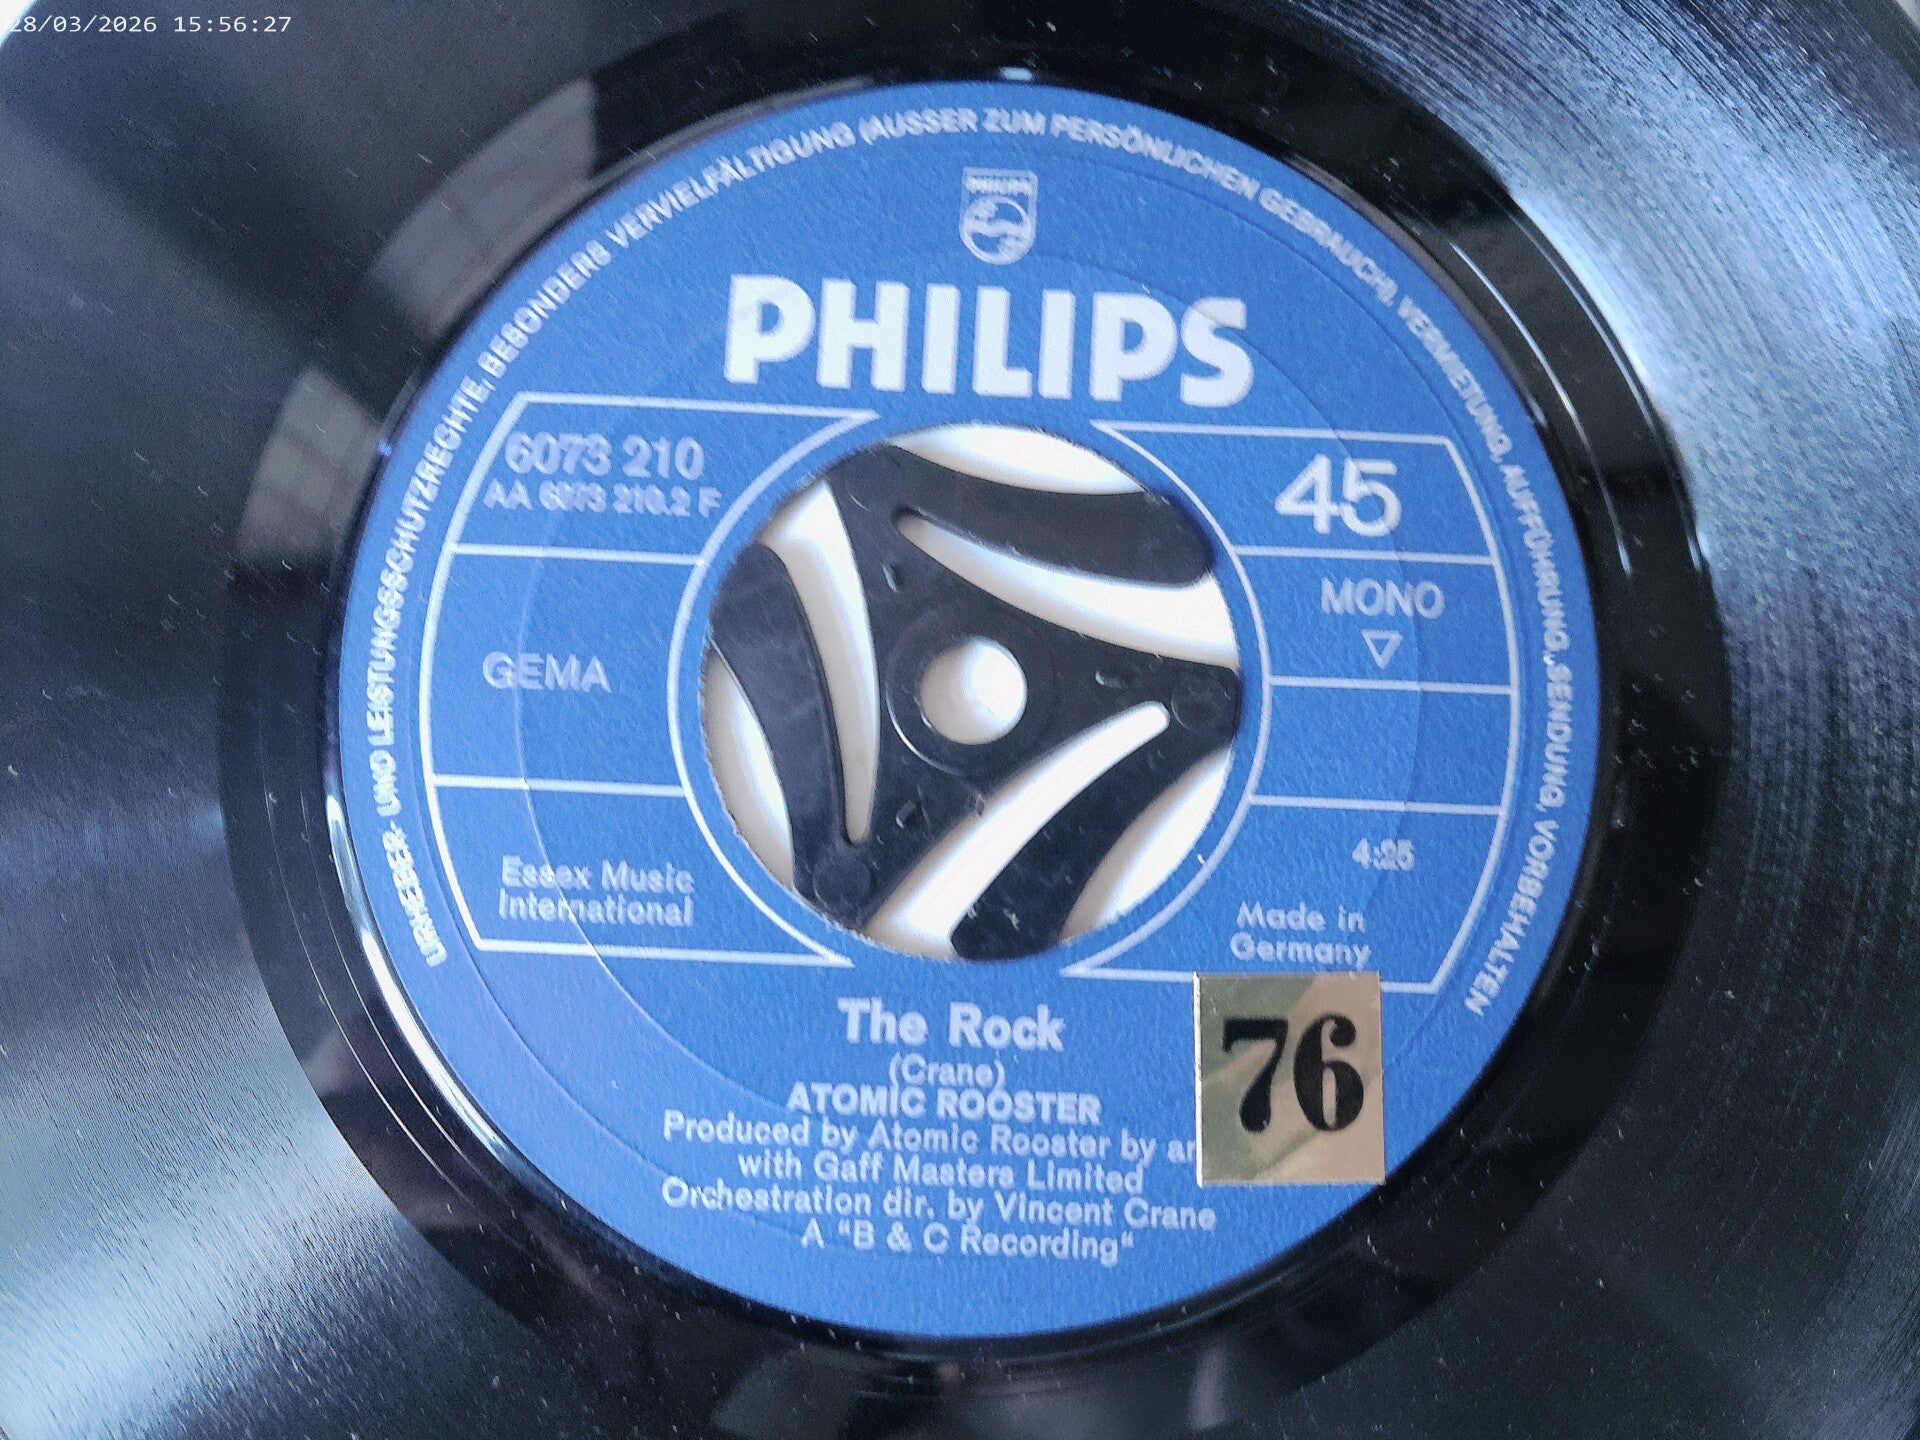 28/03/2026 15:56:27
URHEBER- UND LEISTUNGSSCHUTZRECHTE, BESONDERS VERVIELFÄLTIGUNG (AUSSER ZUM PERSÖNLICHEN GEBRAUCH), VERMIETUNG, AUFFÜHRUNG, SENDUNG, VORBEHALTEN
PHILIPS
PHILIPS
6073 210
AA 6073 210.2 F
45
MONO
GEMA
4:25
Essex Music
International
Made in
Germany
The Rock
(Crane)
ATOMIC ROOSTER
76
Produced by Atomic Rooster by ar
with Gaff Masters Limited
Orchestration dir. by Vincent Crane
A "B & C Recording"